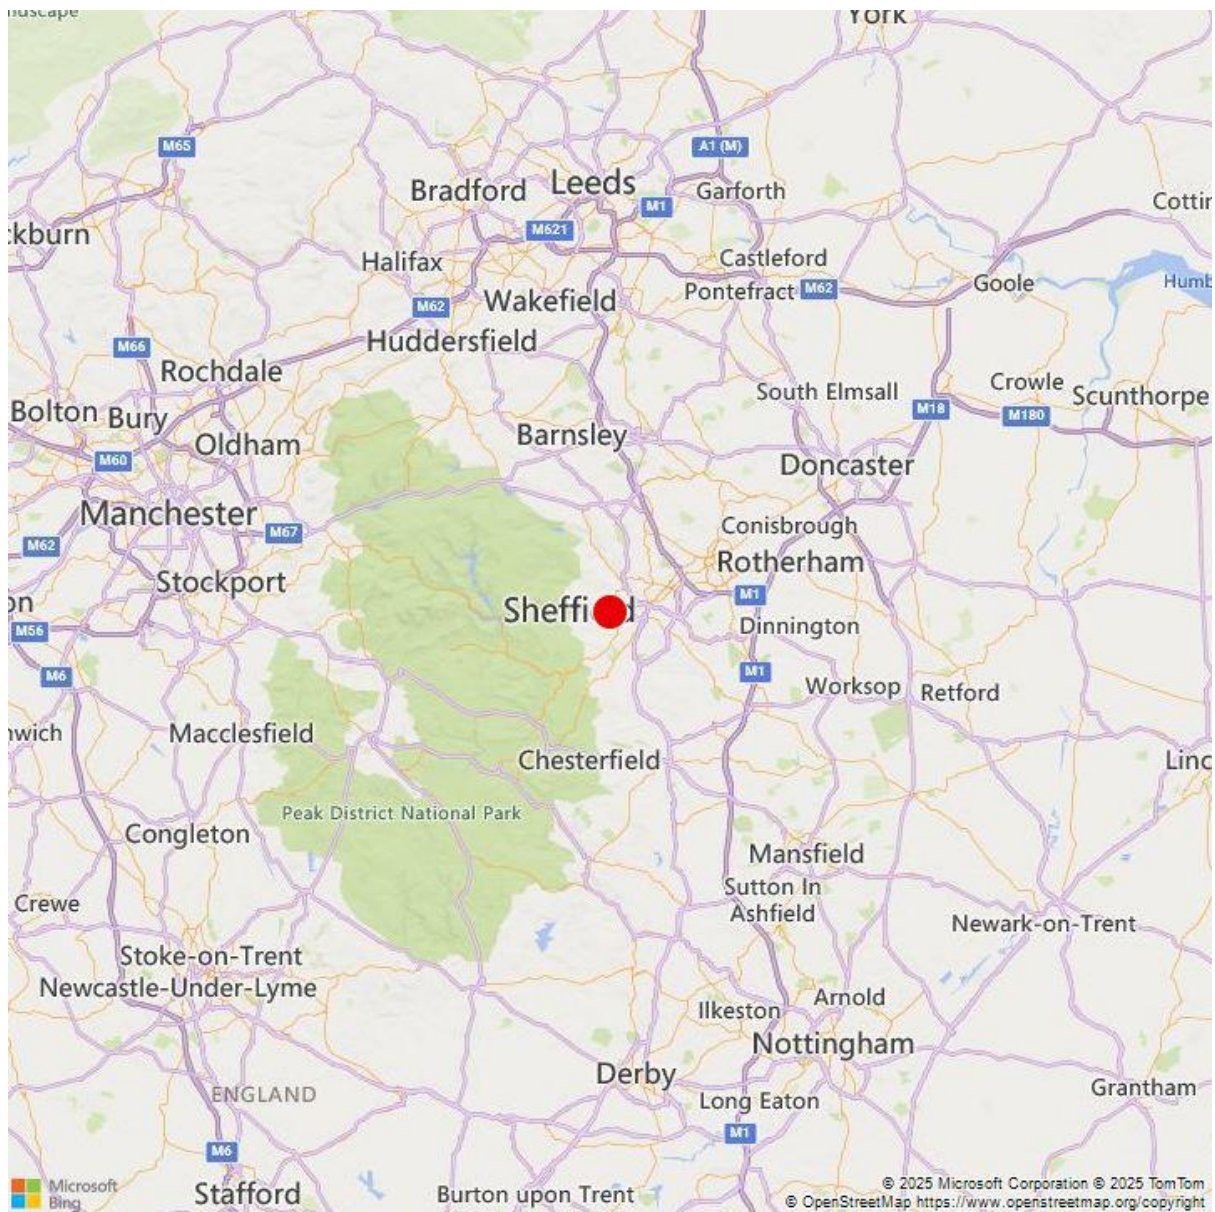 York
M65
A1 (M)
Bradford
Leeds
Garforth
M1
Cottin
ckburn
M621
Halifax
Castleford
Goole
Humb
M62
Wakefield
Pontefract
M62
Huddersfield
M66
Rochdale
South Elmsall
Crowle
Scunthorpe
Bolton
Bury
M18
M180
Oldham
Barnsley
M60
Doncaster
Manchester
M67
Conisbrough
M62
Rotherham
Stockport
M1
on
Sheffi
d
M56
Dinnington
M6
M1
Worksop
Retford
nwich
Macclesfield
Chesterfield
Linc
Peak District National Park
Congleton
Mansfield
Sutton In
Ashfield
Crewe
Newark-on-Trent
Stoke-on-Trent
Newcastle-Under-Lyme
Ilkeston
Arnold
Nottingham
Derby
ENGLAND
Long Eaton
Grantham
M1
M6
Stafford
Burton upon Trent
Microsoft
Bing
© 2025 Microsoft Corporation © 2025 TomTom
© OpenStreetMap https://www.openstreetmap.org/copyright